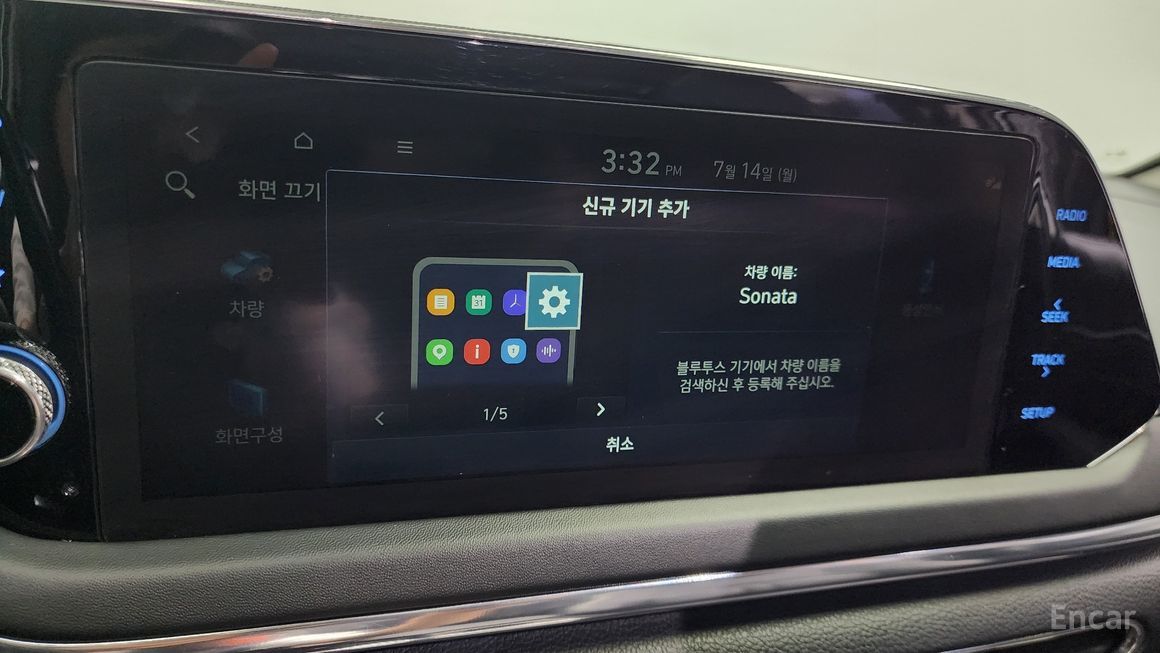 3:32 PM 7월 14일 (월)
화면 끄기
신규 기기 추가
차량
차량 이름:
Sonata
31
블루투스 기기에서 차량 이름을
검색하신 후 등록해 주십시오.
1/5
화면구성
취소
RADIO
MEDIA
SEEK
TRACK
SETUP
Encar